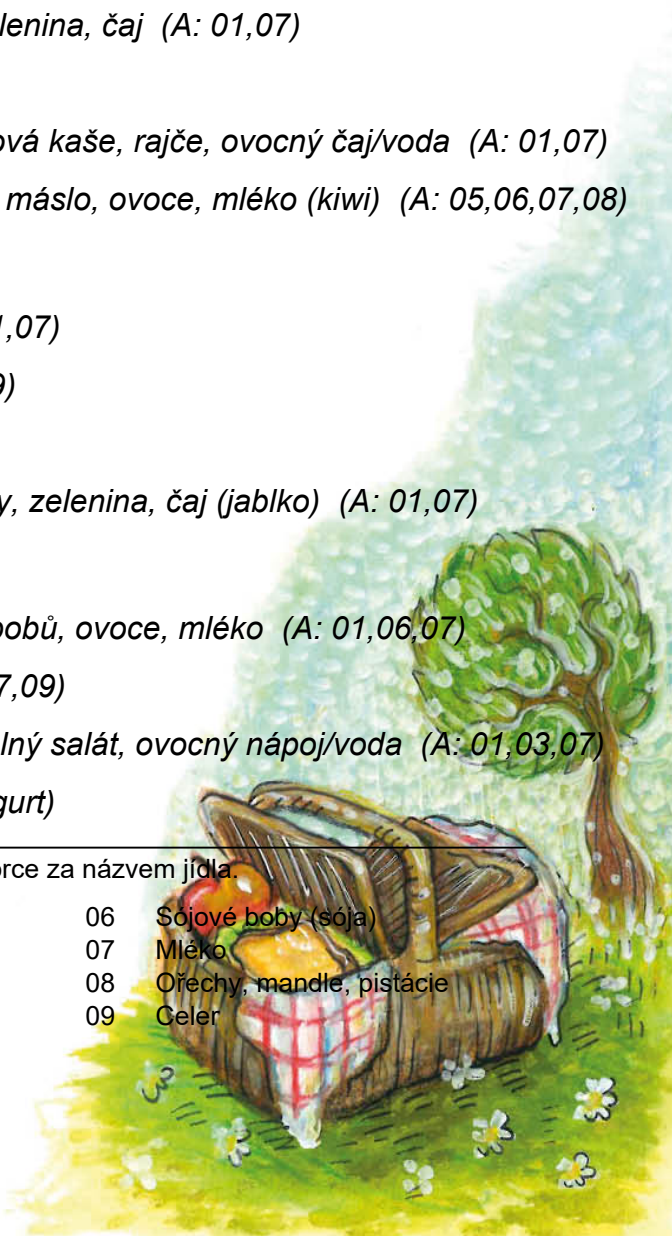 lenina, čaj (A: 01,07)
ová kaše, rajče, ovocný čaj/voda (A: 01,07)
máslo, ovoce, mléko (kiwi) (A: 05,06,07,08)
,07)
9)
y, zelenina, čaj (jablko) (A: 01,07)
bobů, ovoce, mléko (A: 01,06,07)
7,09)
lný salát, ovocný nápoj/voda (A: 01,03,07)
gurt)
orce za názvem jídla.
06 Sójové boby (sója)
07 Mléko
08 Ořechy, mandle, pistácie
09 Celer